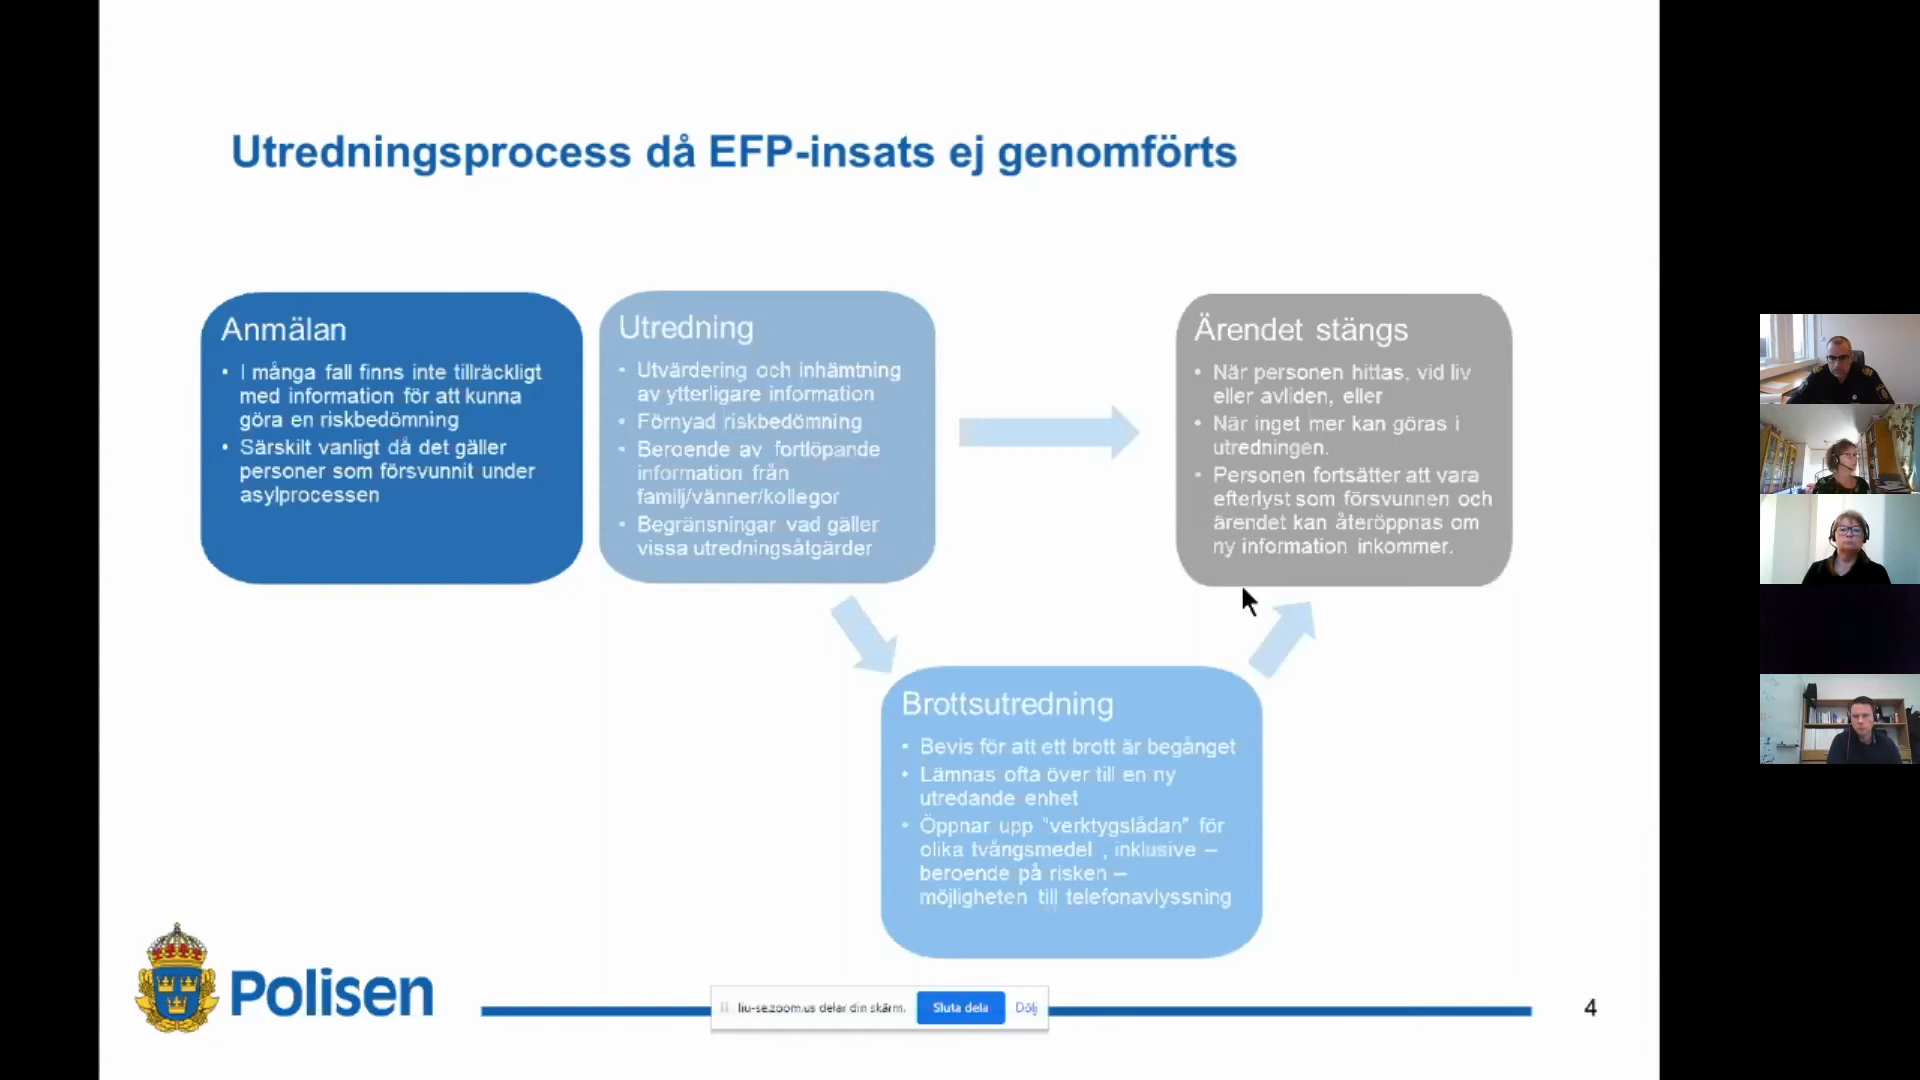 Utredningsprocess då EFP-insats ej genomförts
Anmälan
• I många fall finns inte tillräckligt
med information för att kunna
göra en riskbedömning
• Särskilt vanligt då det gäller
personer som försvunnit under
asylprocessen
Utredning
• Utvärdering och inhämtning
av ytterligare information
• Förnyad riskbedömning
• Beroende av fortlöpande
information från
familj/vänner/kollegor
• Begränsningar vad gäller
vissa utredningsåtgärder
Ärendet stängs
• När personen hittas, vid liv
eller avliden, eller
• När inget mer kan göras i
utredningen.
• Personen fortsätter att vara
efterlyst som försvunnen och
ärendet kan återöppnas om
ny information inkommer.
Brottsutredning
• Bevis för att ett brott är begånget
• Lämnas ofta över till en ny
utredande enhet
• Öppnar upp "verktygslådan" för
olika tvångsmedel , inklusive –
beroende på risken –
möjligheten till telefonavlyssning
Polisen
liu-se.zoom.us delar din skärm.
Sluta dela
Dölj
4